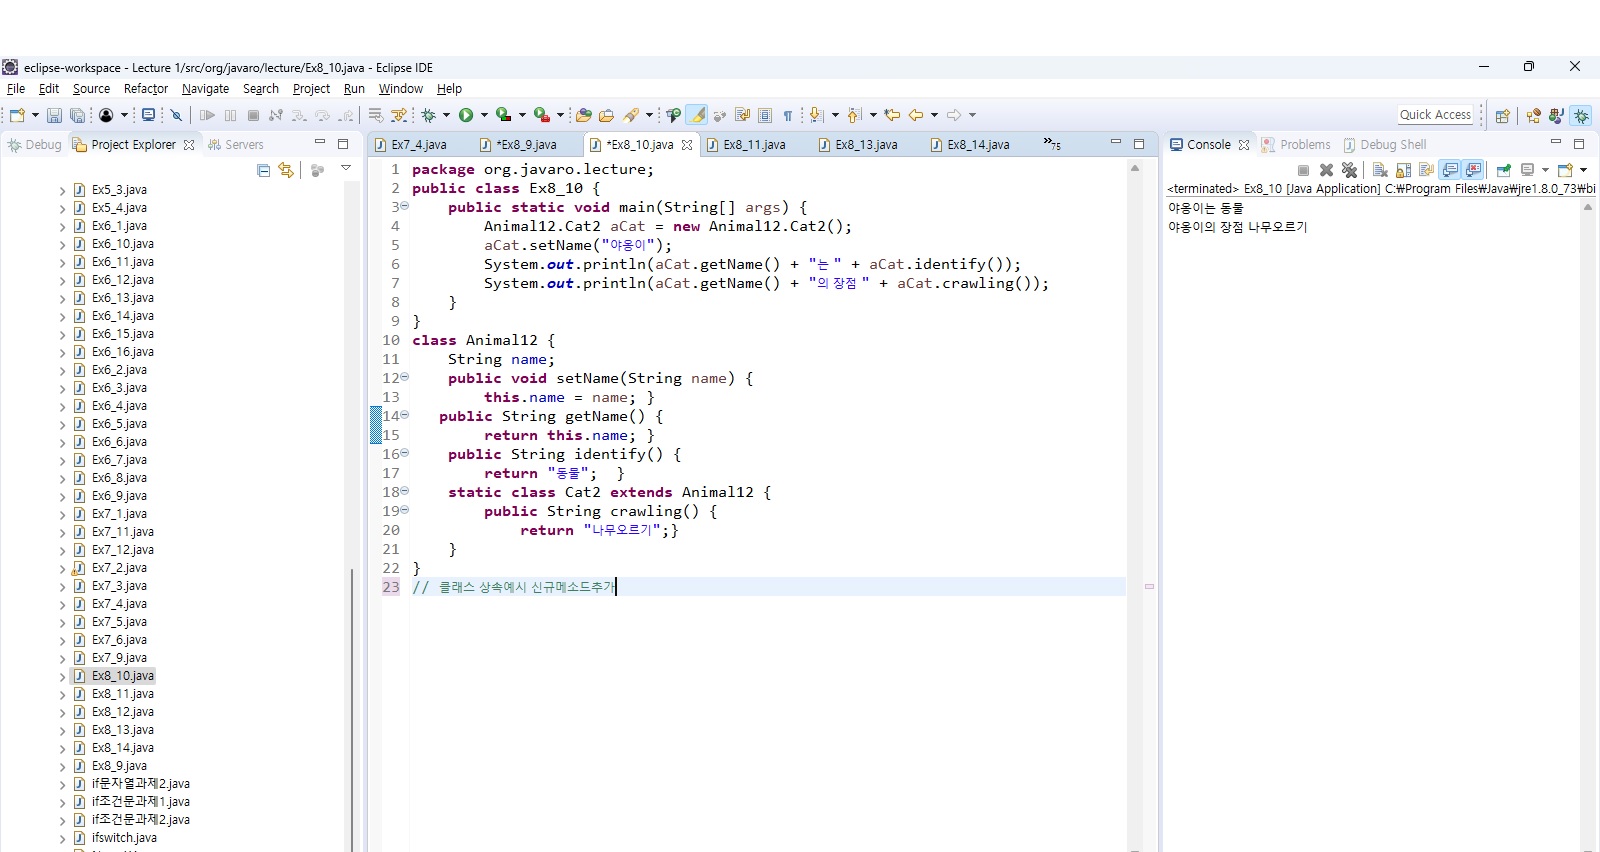 eclipse-workspace - Lecture 1/src/org/javaro/lecture/Ex8_10.java - Eclipse IDE
File Edit Source Refactor Navigate Search Project Run Window Help
Quick Access
Debug Project Explorer Servers
Ex7_4.java *Ex8_9.java *Ex8_10.java Ex8_11.java Ex8_13.java Ex8_14.java »75
Console Problems Debug Shell
Ex5_3.java
Ex5_4.java
Ex6_1.java
Ex6_10.java
Ex6_11.java
Ex6_12.java
Ex6_13.java
Ex6_14.java
Ex6_15.java
Ex6_16.java
Ex6_2.java
Ex6_3.java
Ex6_4.java
Ex6_5.java
Ex6_6.java
Ex6_7.java
Ex6_8.java
Ex6_9.java
Ex7_1.java
Ex7_11.java
Ex7_12.java
Ex7_2.java
Ex7_3.java
Ex7_4.java
Ex7_5.java
Ex7_6.java
Ex7_9.java
Ex8_10.java
Ex8_11.java
Ex8_12.java
Ex8_13.java
Ex8_14.java
Ex8_9.java
if문자열과제2.java
if조건문과제1.java
if조건문과제2.java
ifswitch.java
1 package org.javaro.lecture;
2 public class Ex8_10 {
3 public static void main(String[] args) {
4 Animal12.Cat2 aCat = new Animal12.Cat2();
5 aCat.setName("야옹이");
6 System.out.println(aCat.getName() + "는 " + aCat.identify());
7 System.out.println(aCat.getName() + "의 장점 " + aCat.crawling());
8 }
9 }
10 class Animal12 {
11 String name;
12 public void setName(String name) {
13 this.name = name; }
14 public String getName() {
15 return this.name; }
16 public String identify() {
17 return "동물"; }
18 static class Cat2 extends Animal12 {
19 public String crawling() {
20 return "나무오르기";}
21 }
22 }
23 // 클래스 상속예시 신규메소드추가
<terminated> Ex8_10 [Java Application] C:₩Program Files₩Java₩jre1.8.0_73₩bi
야옹이는 동물
야옹이의 장점 나무오르기